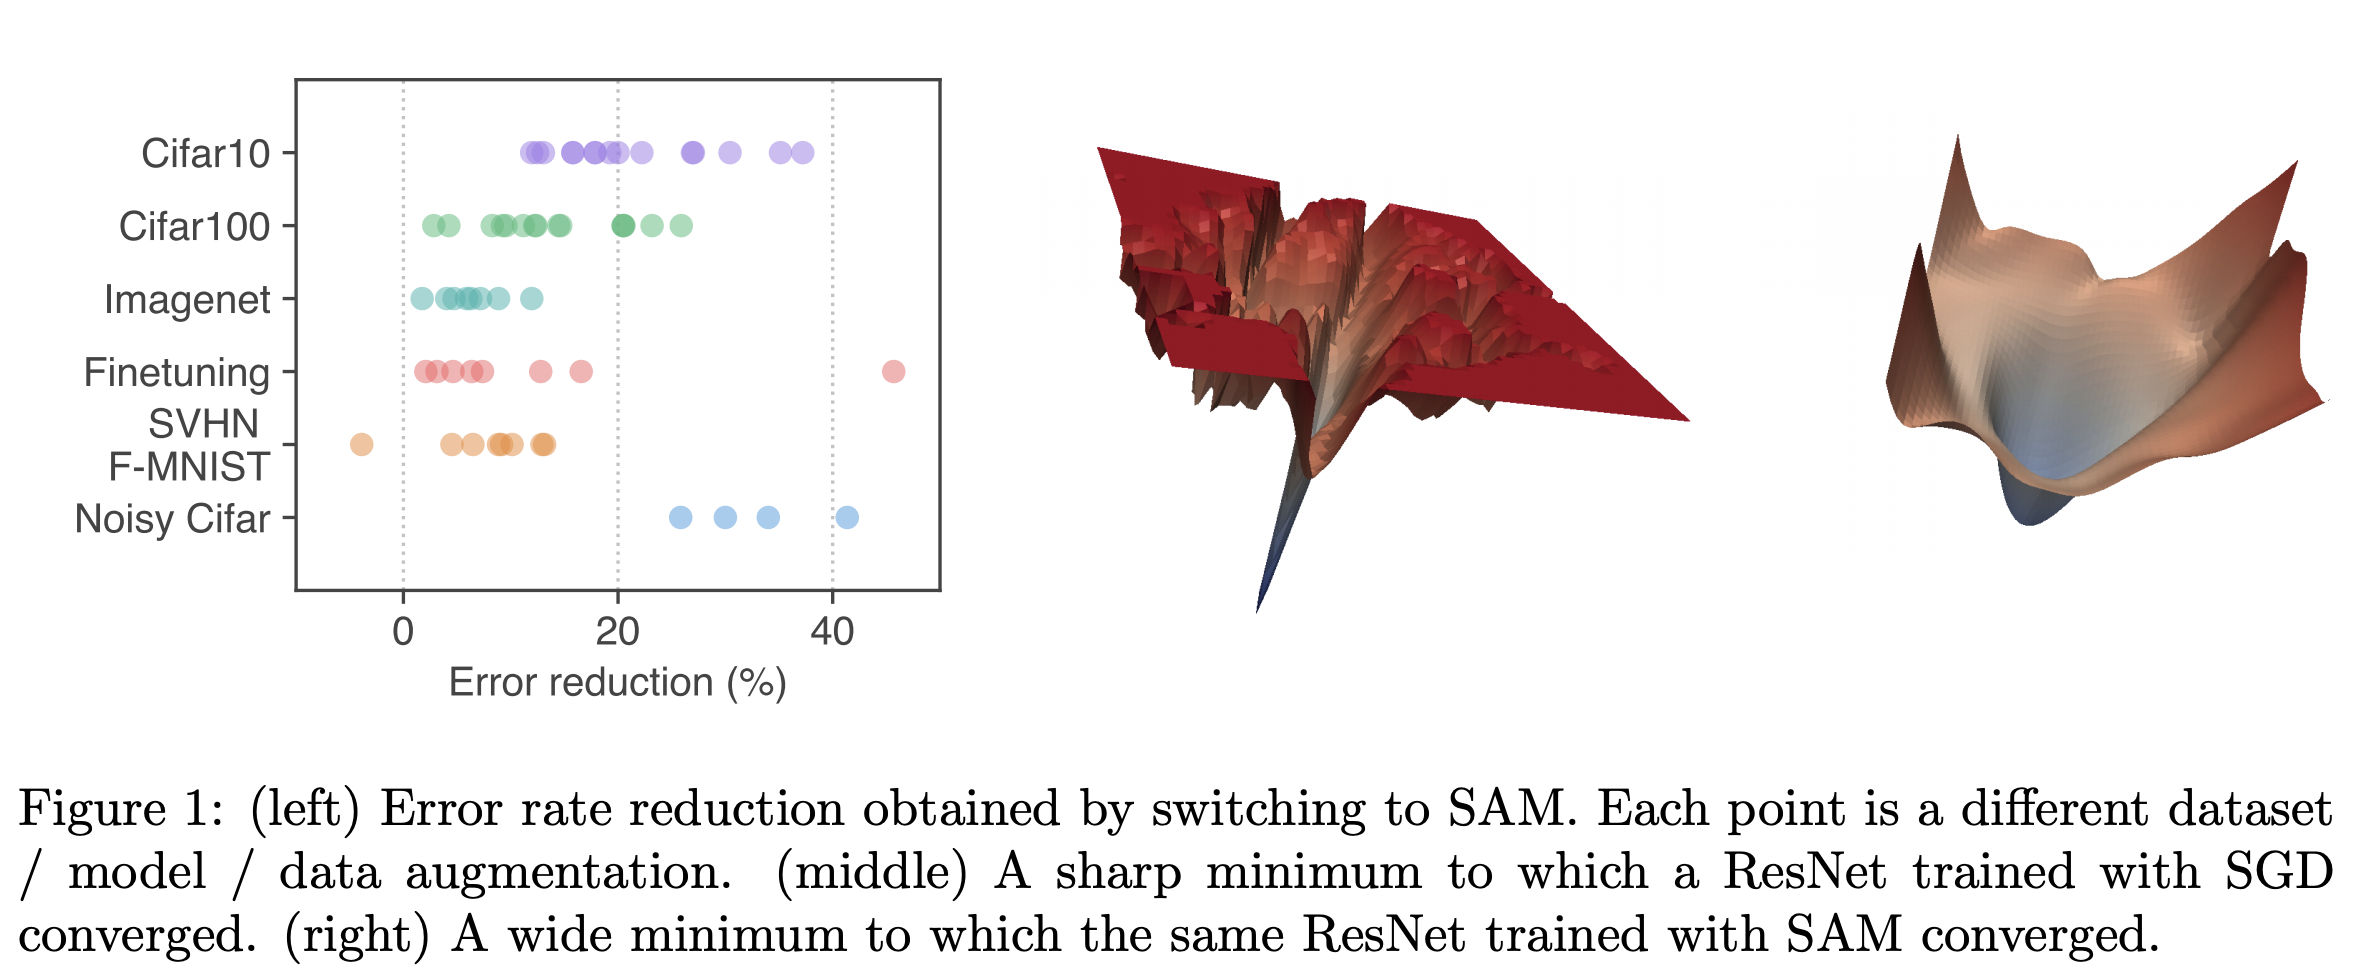 Cifar10
Cifar100
Imagenet
Finetuning
SVHN
F-MNIST
Noisy Cifar
0 20 40
Error reduction (%)
Figure 1: (left) Error rate reduction obtained by switching to SAM. Each point is a different dataset
/ model / data augmentation. (middle) A sharp minimum to which a ResNet trained with SGD
converged. (right) A wide minimum to which the same ResNet trained with SAM converged.